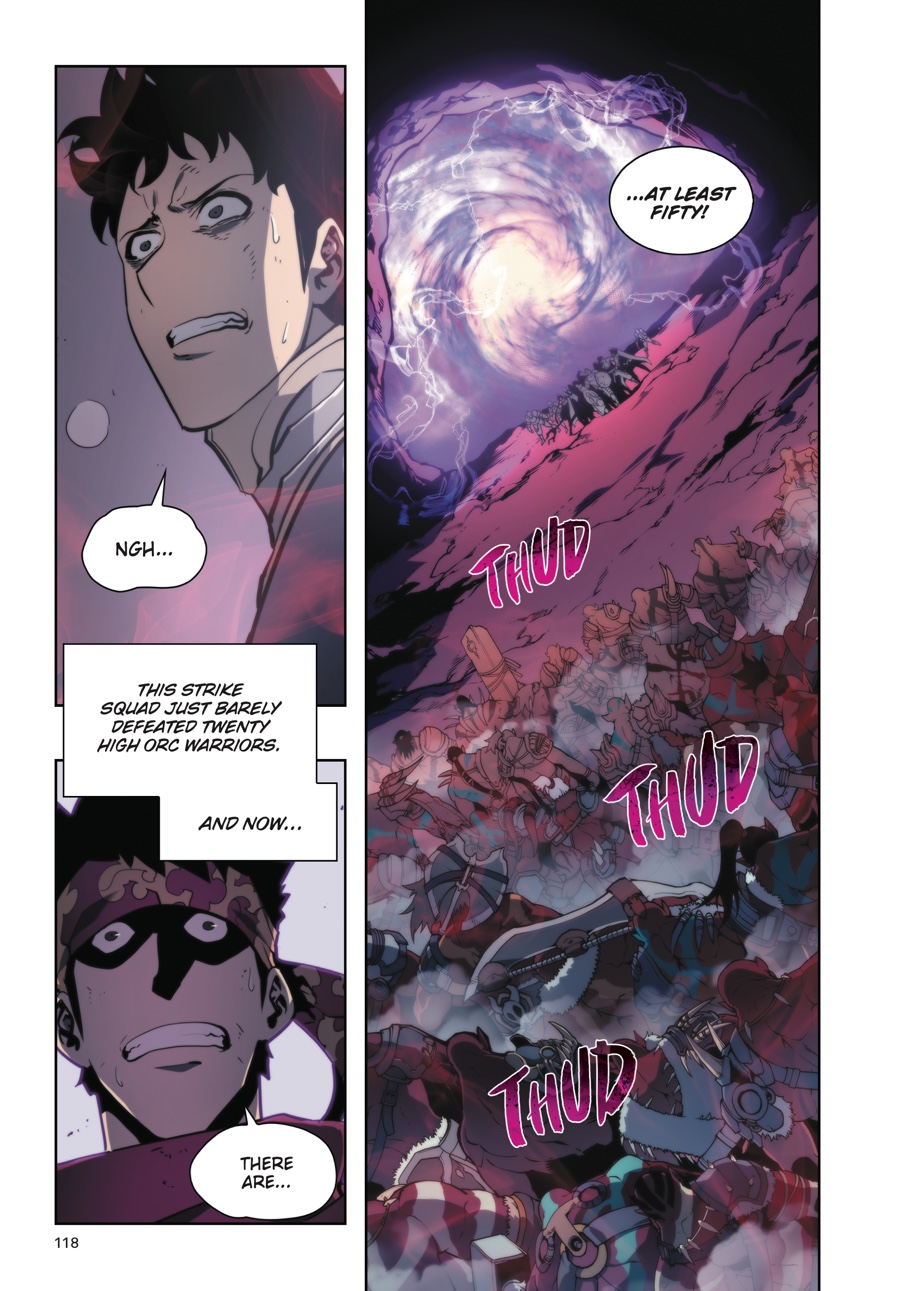 NGH...
THIS STRIKE
SQUAD JUST BARELY
DEFEATED TWENTY
HIGH ORC WARRIORS.
AND NOW...
THERE
ARE...
...AT LEAST
FIFTY!
THUD
THUD
THUD
118